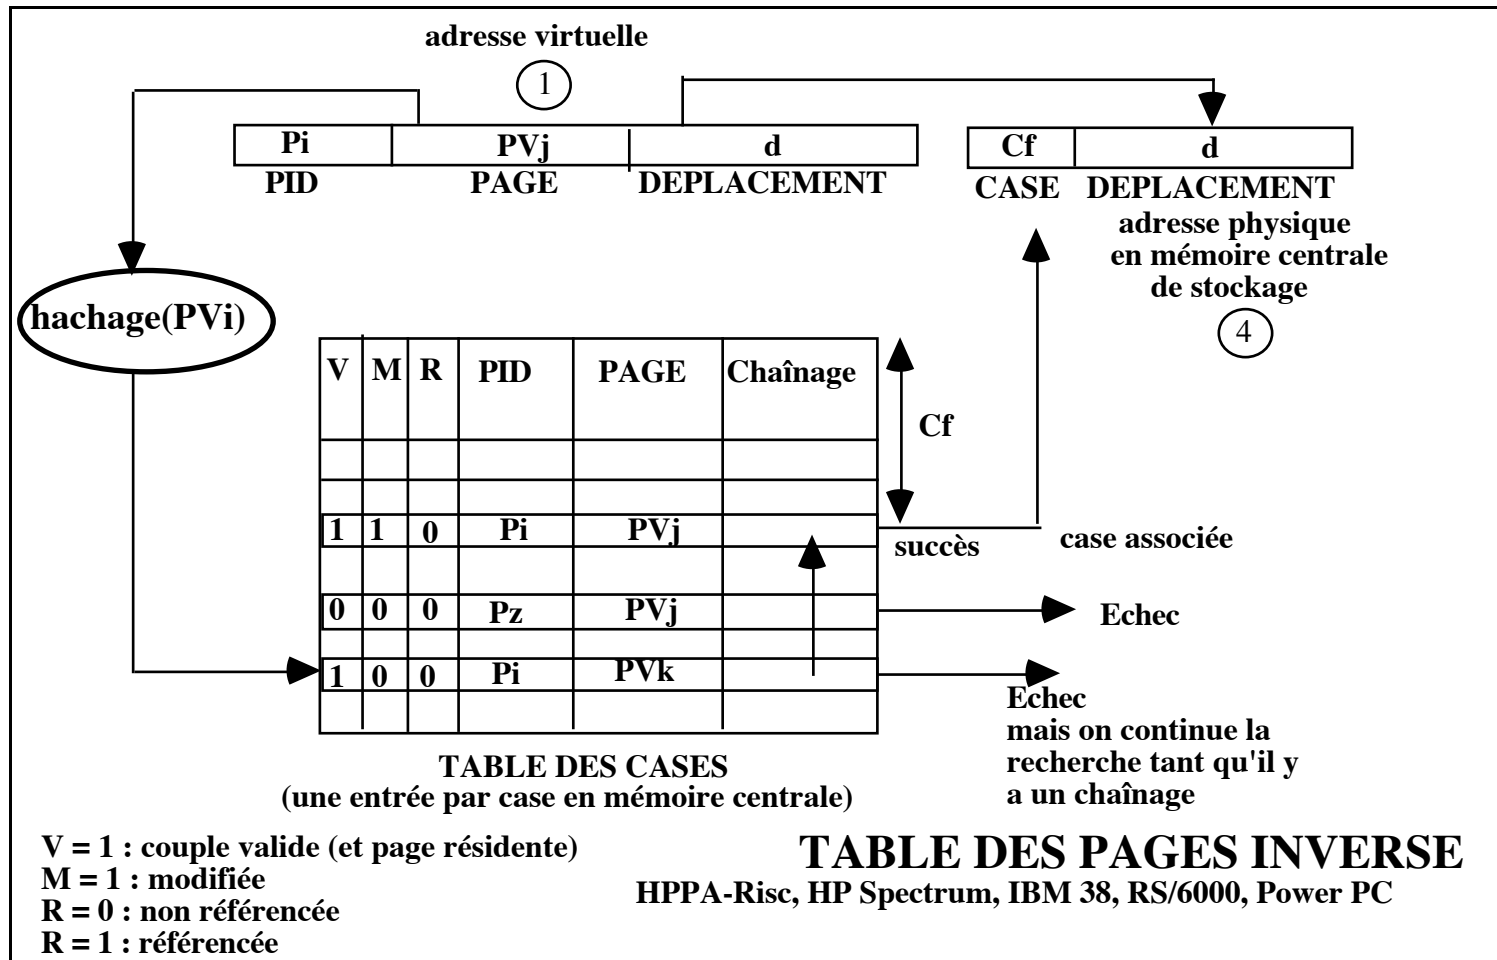 adresse virtuelle
1
Pi PVj d
PID PAGE DEPLACEMENT
Cf d
CASE DEPLACEMENT
adresse physique
en mémoire centrale
de stockage
4
hachage(PVi)
V M R PID PAGE Chaînage
Cf
1 1 0 Pi PVj
succès
case associée
0 0 0 Pz PVj
Echec
1 0 0 Pi PVk
Echec
mais on continue la
recherche tant qu'il y
a un chaînage
TABLE DES CASES
(une entrée par case en mémoire centrale)
V = 1 : couple valide (et page résidente)
M = 1 : modifiée
R = 0 : non référencée
R = 1 : référencée
TABLE DES PAGES INVERSE
HPPA-Risc, HP Spectrum, IBM 38, RS/6000, Power PC